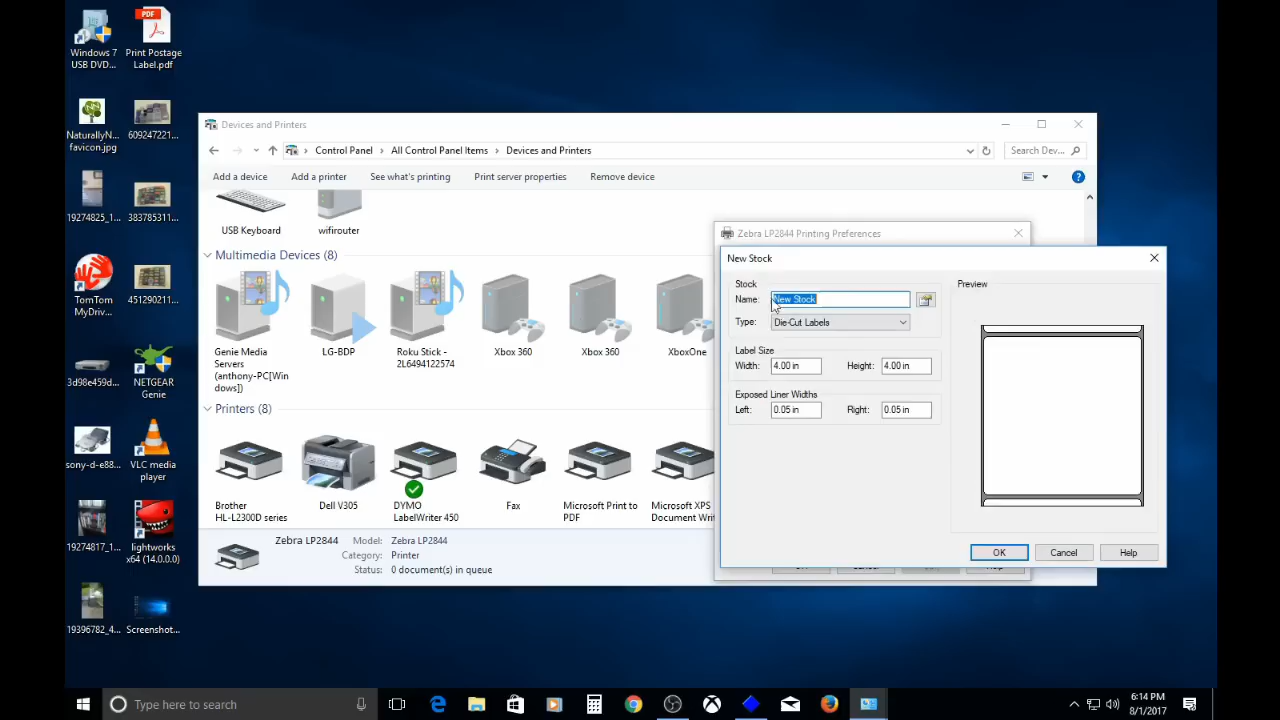 Windows 7
USB DVD...
Print Postage
Label.pdf
NaturallyN...
favicon.jpg
609247221...
19274825_1...
383785311...
TomTom
MyDriv...
451290211...
3d98e459d...
NETGEAR
Genie
sony-d-e88...
VLC media
player
19274817_1...
lightworks
x64 (14.0.0.0)
19396782_4...
Screenshot...
Devices and Printers
Control Panel > All Control Panel Items > Devices and Printers
Search Dev...
Add a device
Add a printer
See what's printing
Print server properties
Remove device
USB Keyboard
wifirouter
Multimedia Devices (8)
Genie Media
Servers
(anthony-PC[Win
dows])
LG-BDP
Roku Stick -
2L6494122574
Xbox 360
Xbox 360
XboxOne
Printers (8)
Brother
HL-L2300D series
Dell V305
DYMO
LabelWriter 450
Fax
Microsoft Print to
PDF
Microsoft XPS
Document Wri
Zebra LP2844
Model: Zebra LP2844
Category: Printer
Status: 0 document(s) in queue
Zebra LP2844 Printing Preferences
New Stock
Stock
Name: New Stock
Type: Die-Cut Labels
Label Size
Width: 4.00 in
Height: 4.00 in
Exposed Liner Widths
Left: 0.05 in
Right: 0.05 in
Preview
OK
Cancel
Help
PDF
Type here to search
6:14 PM
8/1/2017